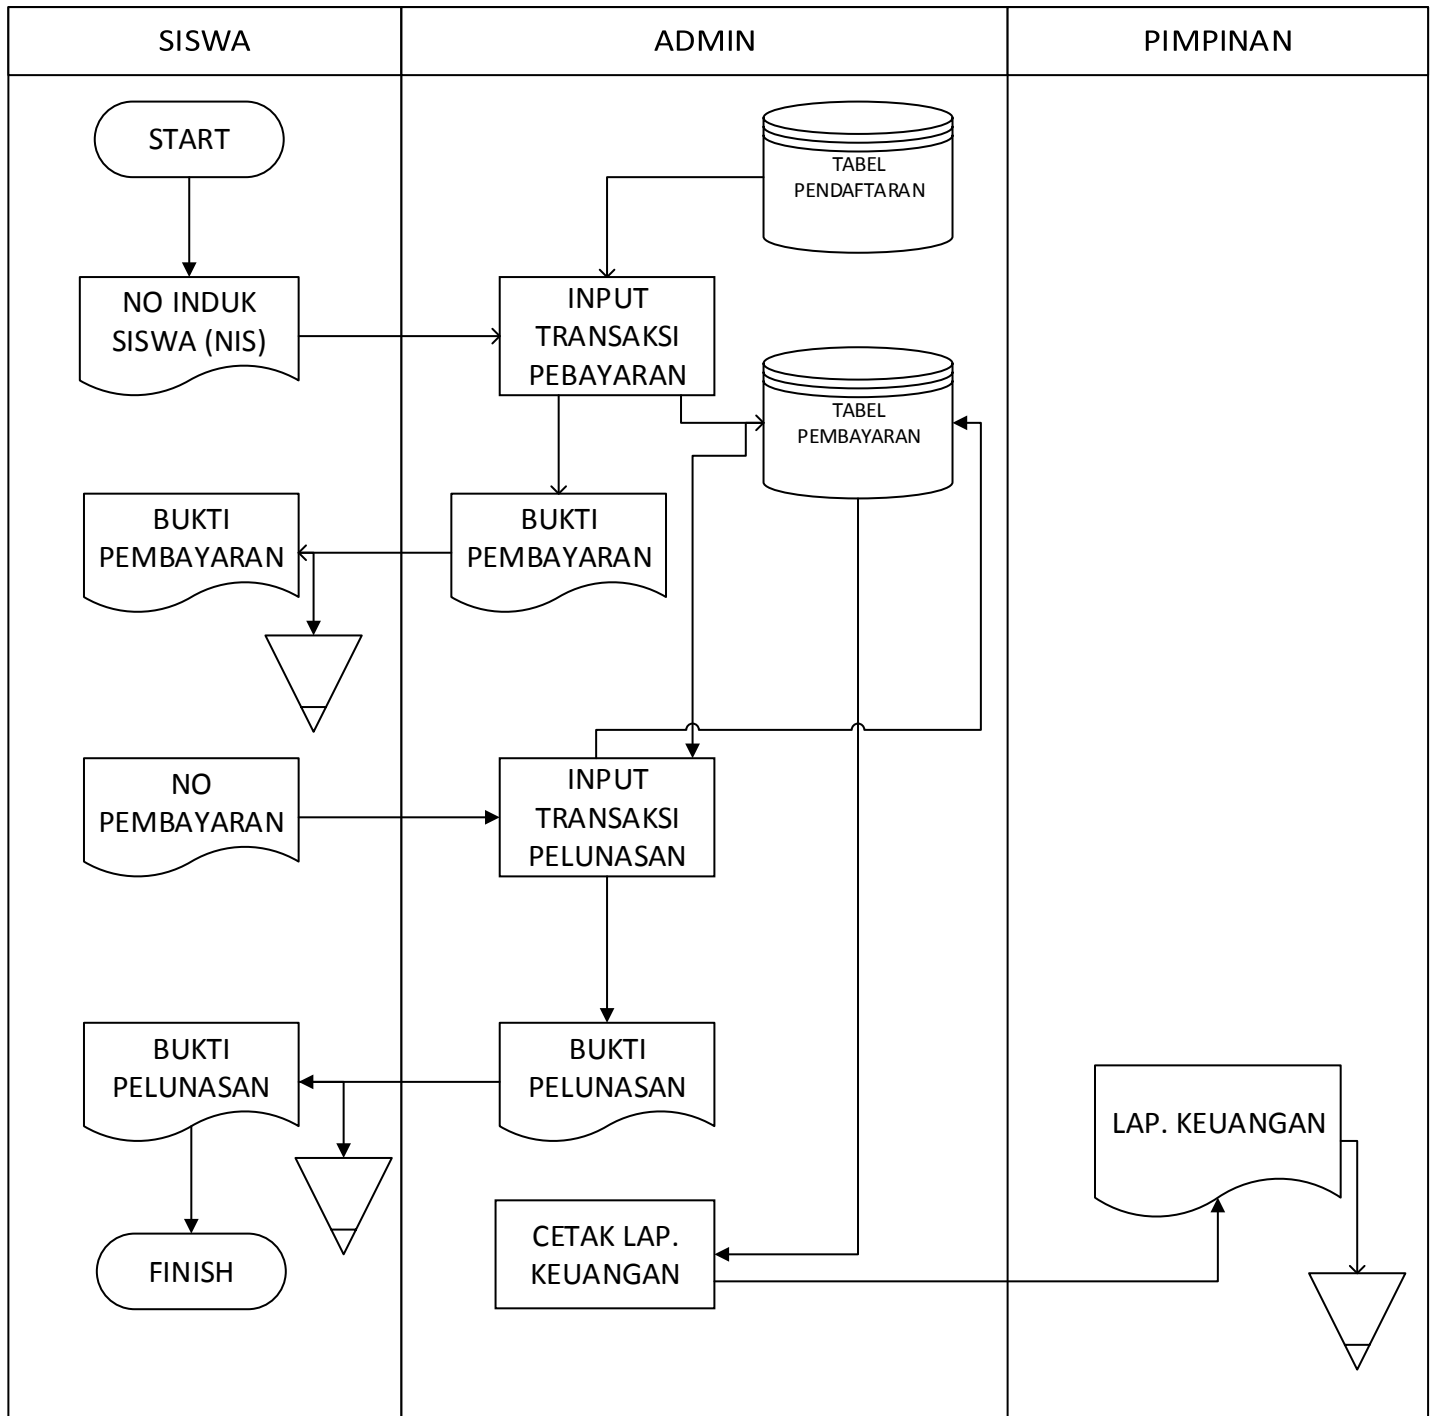 SISWA
ADMIN
PIMPINAN
START
TABEL
PENDAFTARAN
NO INDUK
SISWA (NIS)
INPUT
TRANSAKSI
PEBAYARAN
TABEL
PEMBAYARAN
BUKTI
PEMBAYARAN
BUKTI
PEMBAYARAN
NO
PEMBAYARAN
INPUT
TRANSAKSI
PELUNASAN
BUKTI
PELUNASAN
BUKTI
PELUNASAN
LAP. KEUANGAN
FINISH
CETAK LAP.
KEUANGAN